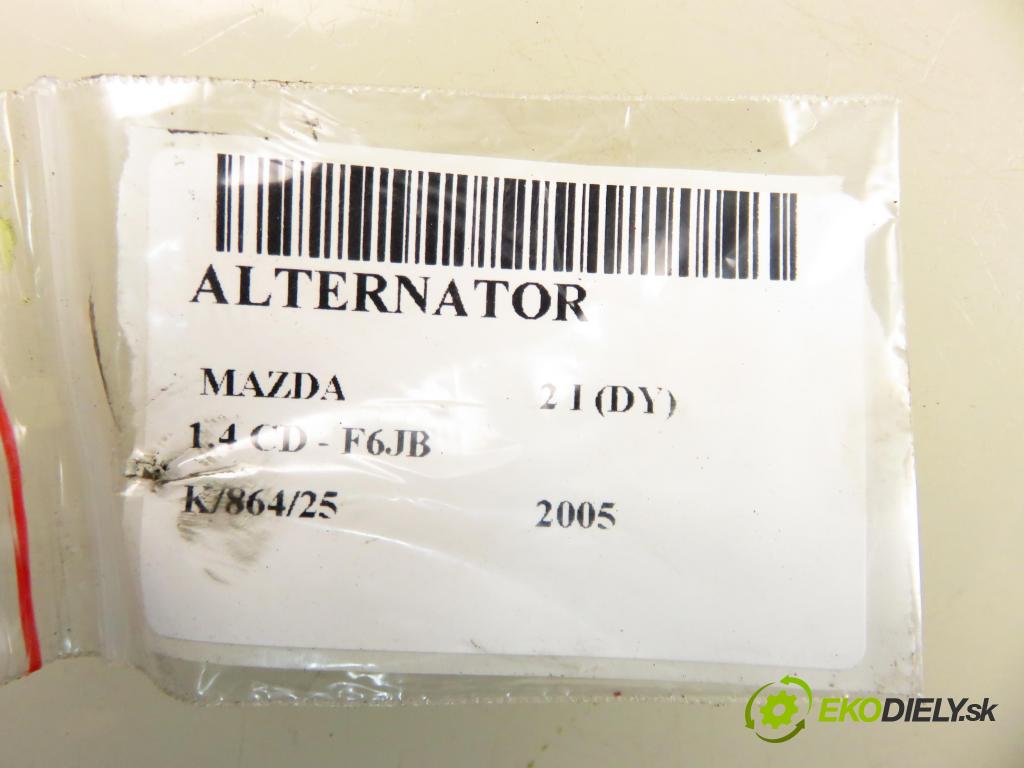 ALTERNATOR
MAZDA 2 I (DY)
1.4 CD - F6JB
K/864/25 2005
EKODIELY.sk